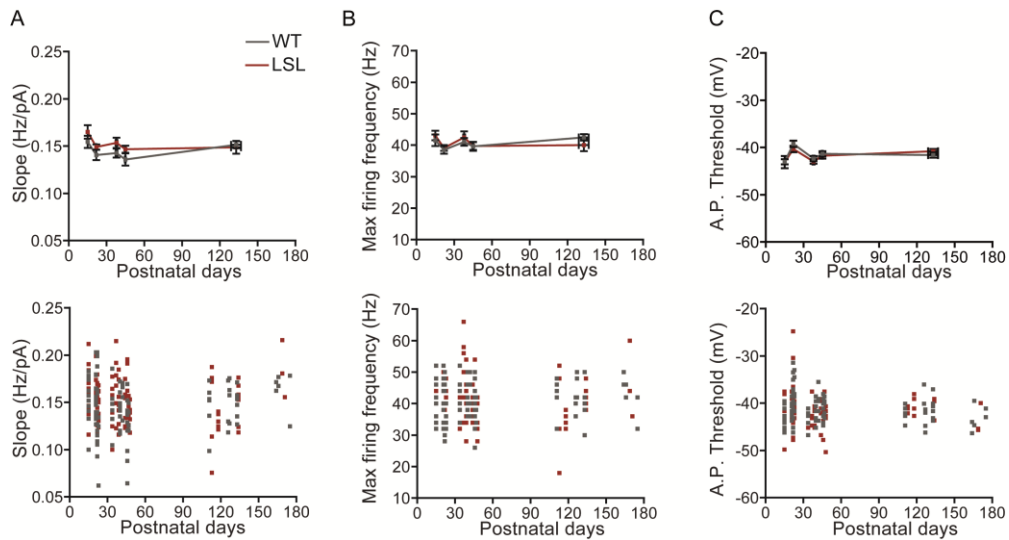 A
0.25
0.20
0.15
0.10
0.05
Slope (Hz/pA)
WT
LSL
0 30 60 90 120 150 180
Postnatal days
B
70
60
50
40
30
20
10
Max firing frequency (Hz)
0 30 60 90 120 150 180
Postnatal days
C
-20
-30
-40
-50
-60
A.P. Threshold (mV)
0 30 60 90 120 150 180
Postnatal days
0.25
0.20
0.15
0.10
0.05
Slope (Hz/pA)
0 30 60 90 120 150 180
Postnatal days
70
60
50
40
30
20
10
Max firing frequency (Hz)
0 30 60 90 120 150 180
Postnatal days
-20
-30
-40
-50
-60
A.P. Threshold (mV)
0 30 60 90 120 150 180
Postnatal days